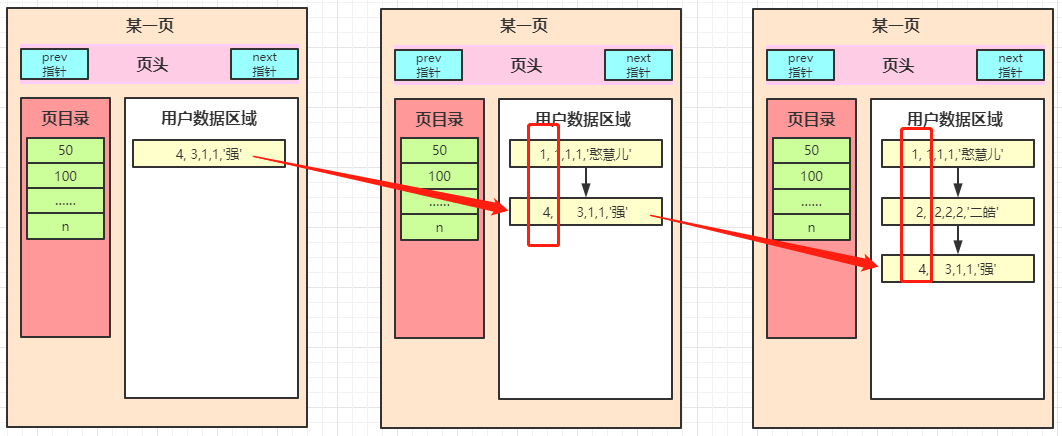 某一页
prev
指针
页头
next
指针
页目录
50
100
......
n
用户数据区域
4, 3,1,1,'强'
某一页
prev
指针
页头
next
指针
页目录
50
100
......
n
用户数据区域
1, 1,1,1,'憨慧儿'
4, 3,1,1,'强'
某一页
prev
指针
页头
next
指针
页目录
50
100
......
n
用户数据区域
1, 1,1,1,'憨慧儿'
2, 2,2,2,'二皓'
4, 3,1,1,'强'